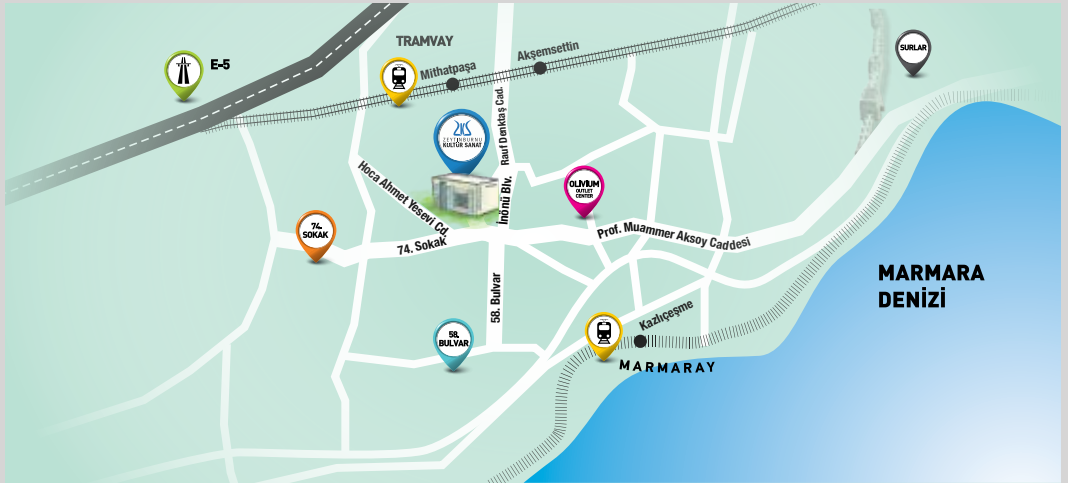 TRAMVAY
SURLAR
Akşemsettin
E-5
Mithatpaşa
Rauf Denktaş Cad.
ZEYTİNBURNU
KÜLTÜR SANAT
Hoca Ahmet Yesevi Cd.
İnönü Blv.
OLIVIUM
OUTLET
CENTER
74.
SOKAK
74. Sokak
Prof. Muammer Aksoy Caddesi
MARMARA
DENİZİ
58. Bulvar
Kazlıçeşme
58.
BULVAR
MARMARAY